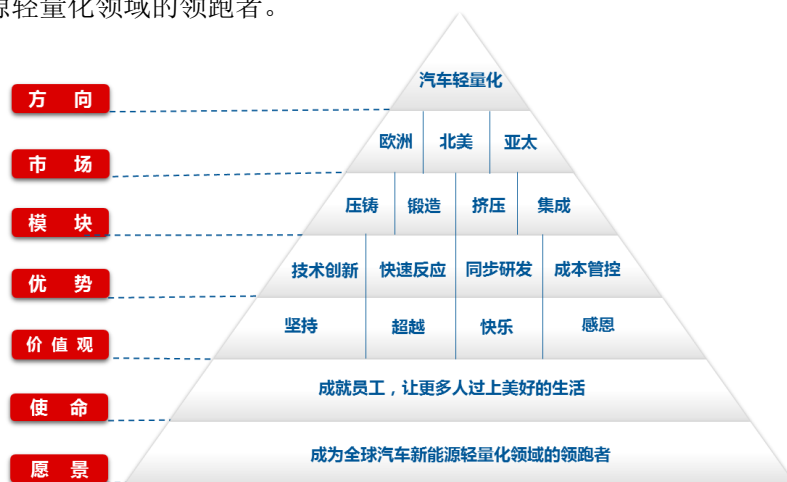 源轻量化领域的领跑者。
汽车轻量化
方 向
欧洲 北美 亚太
市 场
压铸 锻造 挤压 集成
模 块
技术创新 快速反应 同步研发 成本管控
优 势
坚持 超越 快乐 感恩
价 值 观
成就员工，让更多人过上美好的生活
使 命
成为全球汽车新能源轻量化领域的领跑者
愿 景